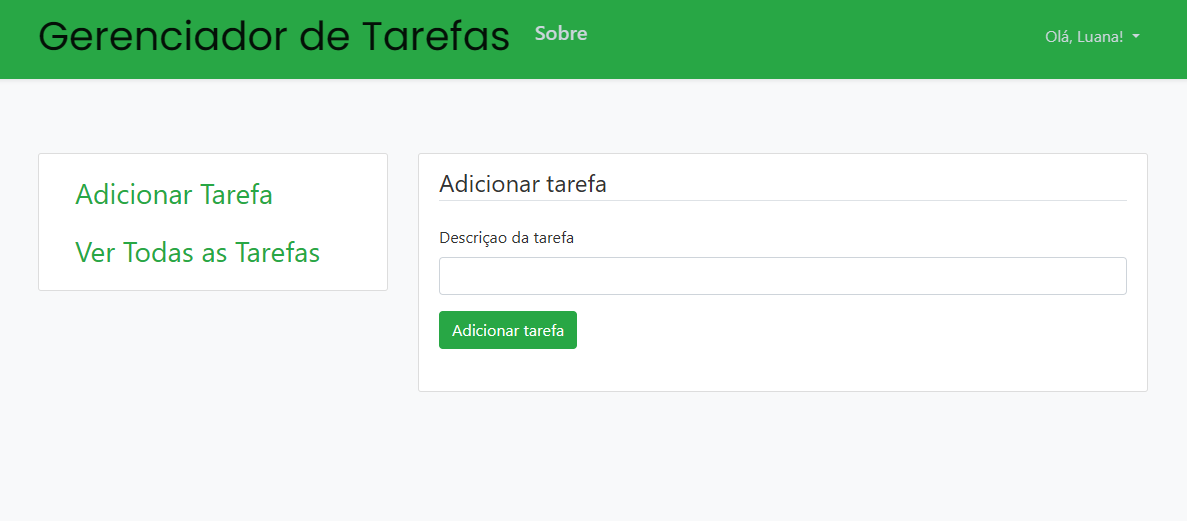 Gerenciador de Tarefas
Sobre
Olá, Luana!
Adicionar Tarefa
Ver Todas as Tarefas
Adicionar tarefa
Descriçao da tarefa
Adicionar tarefa